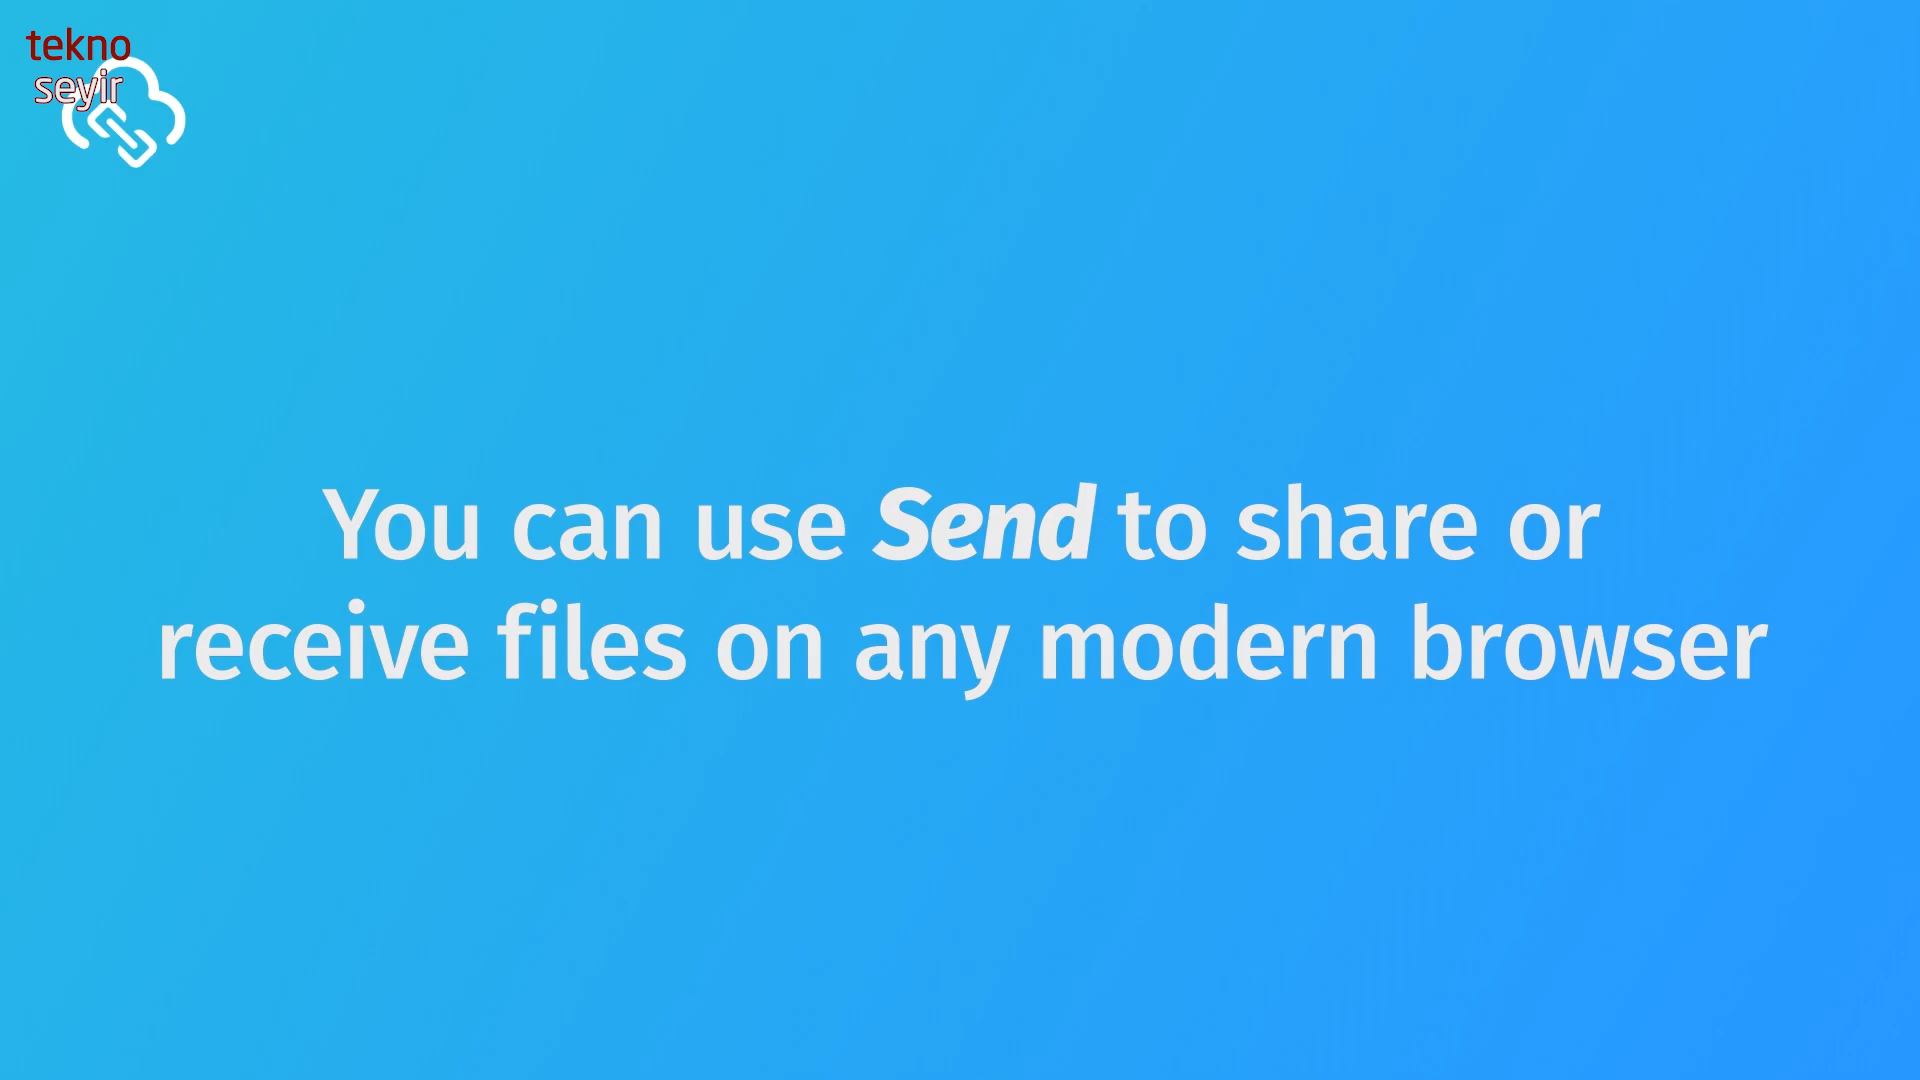 tekno
seyir
You can use Send to share or
receive files on any modern browser